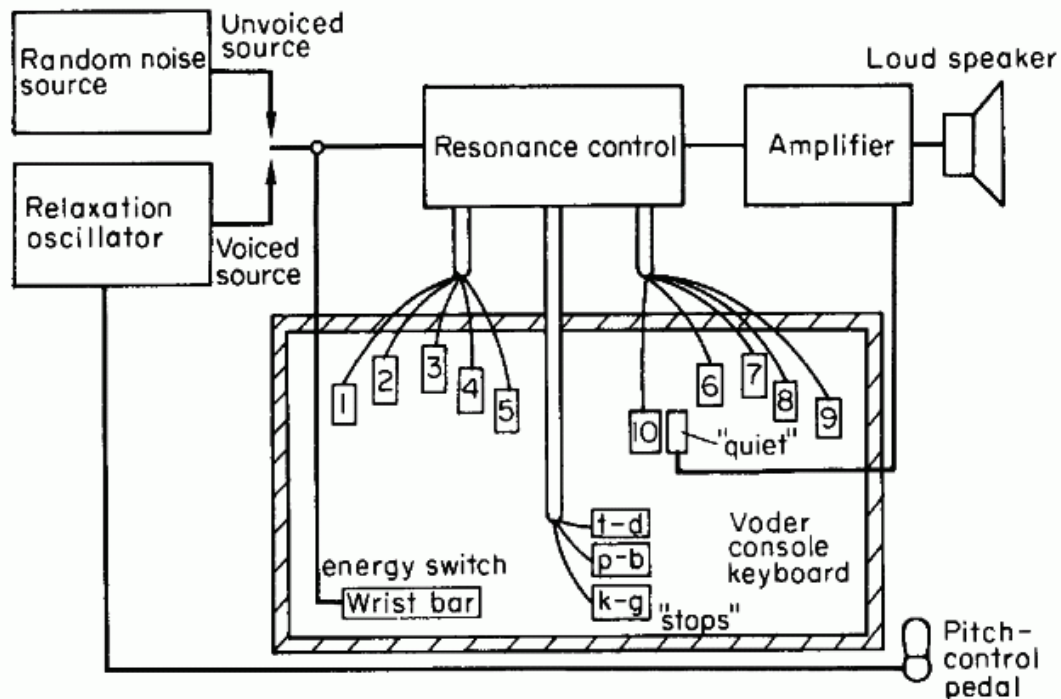 Random noise
source
Unvoiced
source
Relaxation
oscillator
Voiced
source
Resonance control
Amplifier
Loud speaker
1
2
3
4
5
10
6
7
8
9
"quiet"
t-d
p-b
k-g
"stops"
Voder
console
keyboard
energy switch
Wrist bar
Pitch-
control
pedal